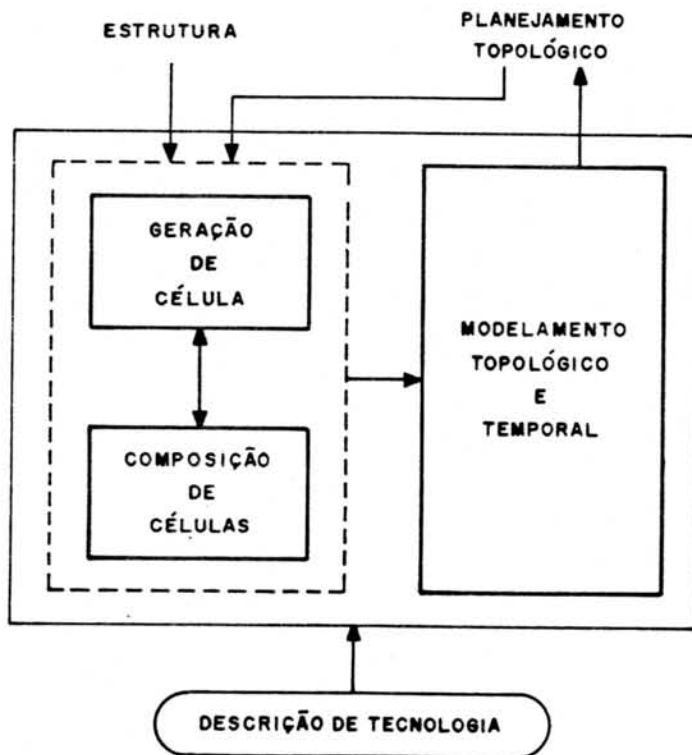 ESTRUTURA
PLANEJAMENTO
TOPOLÓGICO
GERAÇÃO
DE
CÉLULA
COMPOSIÇÃO
DE
CÉLULAS
MODELAMENTO
TOPOLÓGICO
E
TEMPORAL
DESCRIÇÃO DE TECNOLOGIA